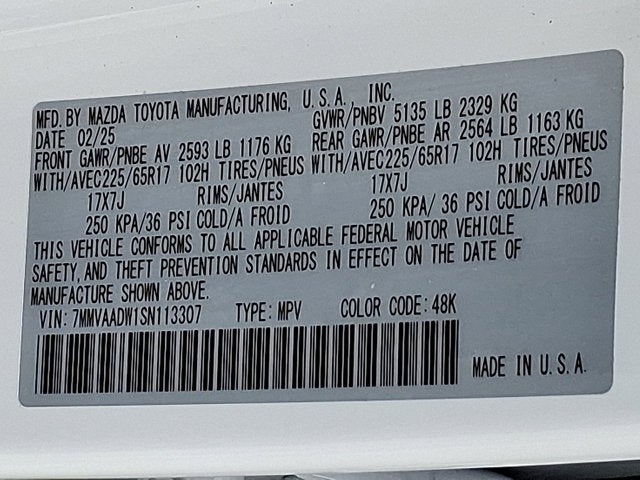 MFD. BY MAZDA TOYOTA MANUFACTURING, U.S.A. INC.
DATE 02/25 GVWR/PNBV 5135 LB 2329 KG
FRONT GAWR/PNBE AV 2593 LB 1176 KG REAR GAWR/PNBE AR 2564 LB 1163 KG
WITH/AVEC225/65R17 102H TIRES/PNEUS WITH/AVEC225/65R17 102H TIRES/PNEUS
17X7J RIMS/JANTES 17X7J RIMS/JANTES
250 KPA/36 PSI COLD/A FROID 250 KPA/ 36 PSI COLD/A FROID
THIS VEHICLE CONFORMS TO ALL APPLICABLE FEDERAL MOTOR VEHICLE
SAFETY, AND THEFT PREVENTION STANDARDS IN EFFECT ON THE DATE OF
MANUFACTURE SHOWN ABOVE.
VIN: 7MMVAADW1SN113307 TYPE: MPV COLOR CODE: 48K
MADE IN U.S.A.